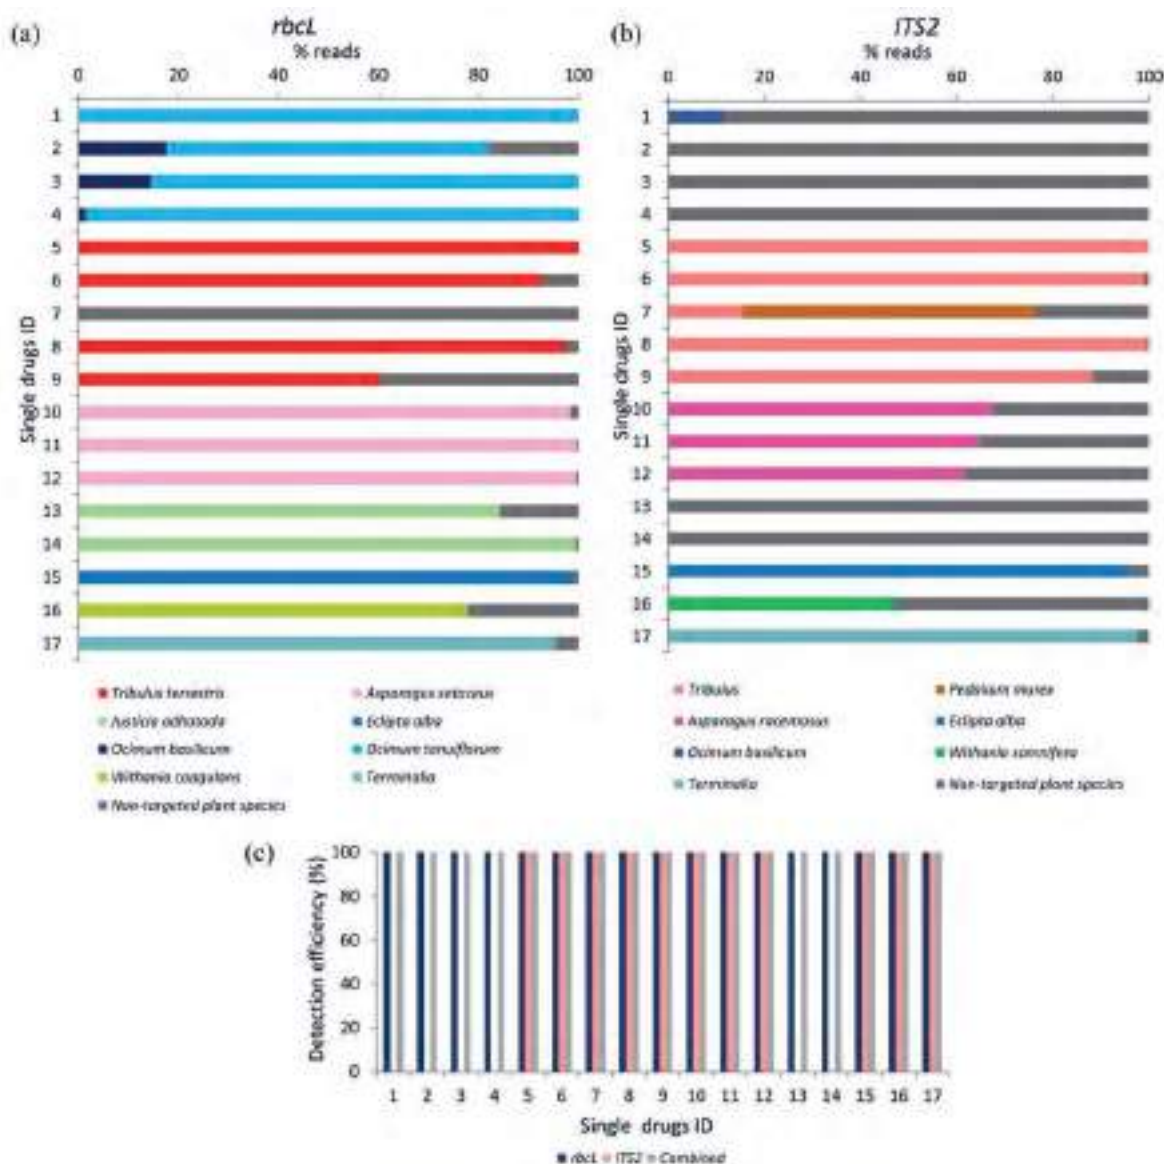 (a)
rbcL
% reads
0 20 40 60 80 100
Single drugs ID
1
2
3
4
5
6
7
8
9
10
11
12
13
14
15
16
17
Tribulus terrestris
Asparagus setaceus
Justicia adhatoda
Eclipta alba
Ocimum basilicum
Ocimum tenuiflorum
Withania coagulans
Terminalia
Non-targeted plant species
(b)
ITS2
% reads
0 20 40 60 80 100
Single drugs ID
1
2
3
4
5
6
7
8
9
10
11
12
13
14
15
16
17
Tribulus
Pedalium murex
Asparagus racemosus
Eclipta alba
Ocimum basilicum
Withania somnifera
Terminalia
Non-targeted plant species
(c)
Detection efficiency (%)
100
80
60
40
20
0
1 2 3 4 5 6 7 8 9 10 11 12 13 14 15 16 17
Single drugs ID
rbcL ITS2 Combined